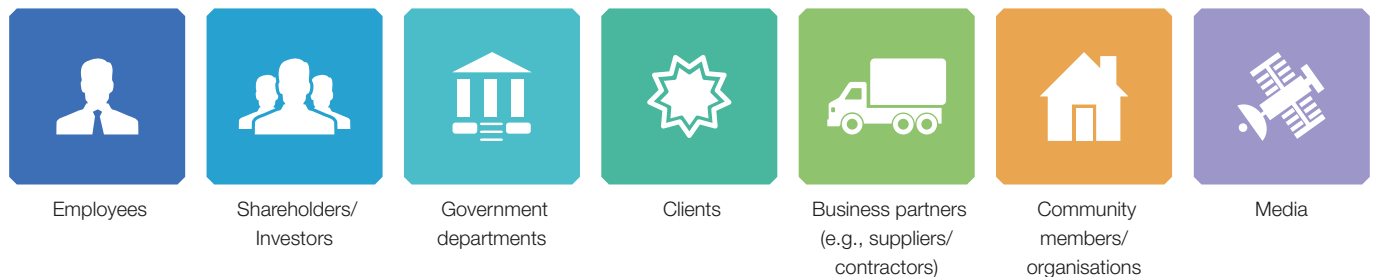 Employees
Shareholders/
Investors
Government
departments
Clients
Business partners
(e.g., suppliers/
contractors)
Community
members/
organisations
Media